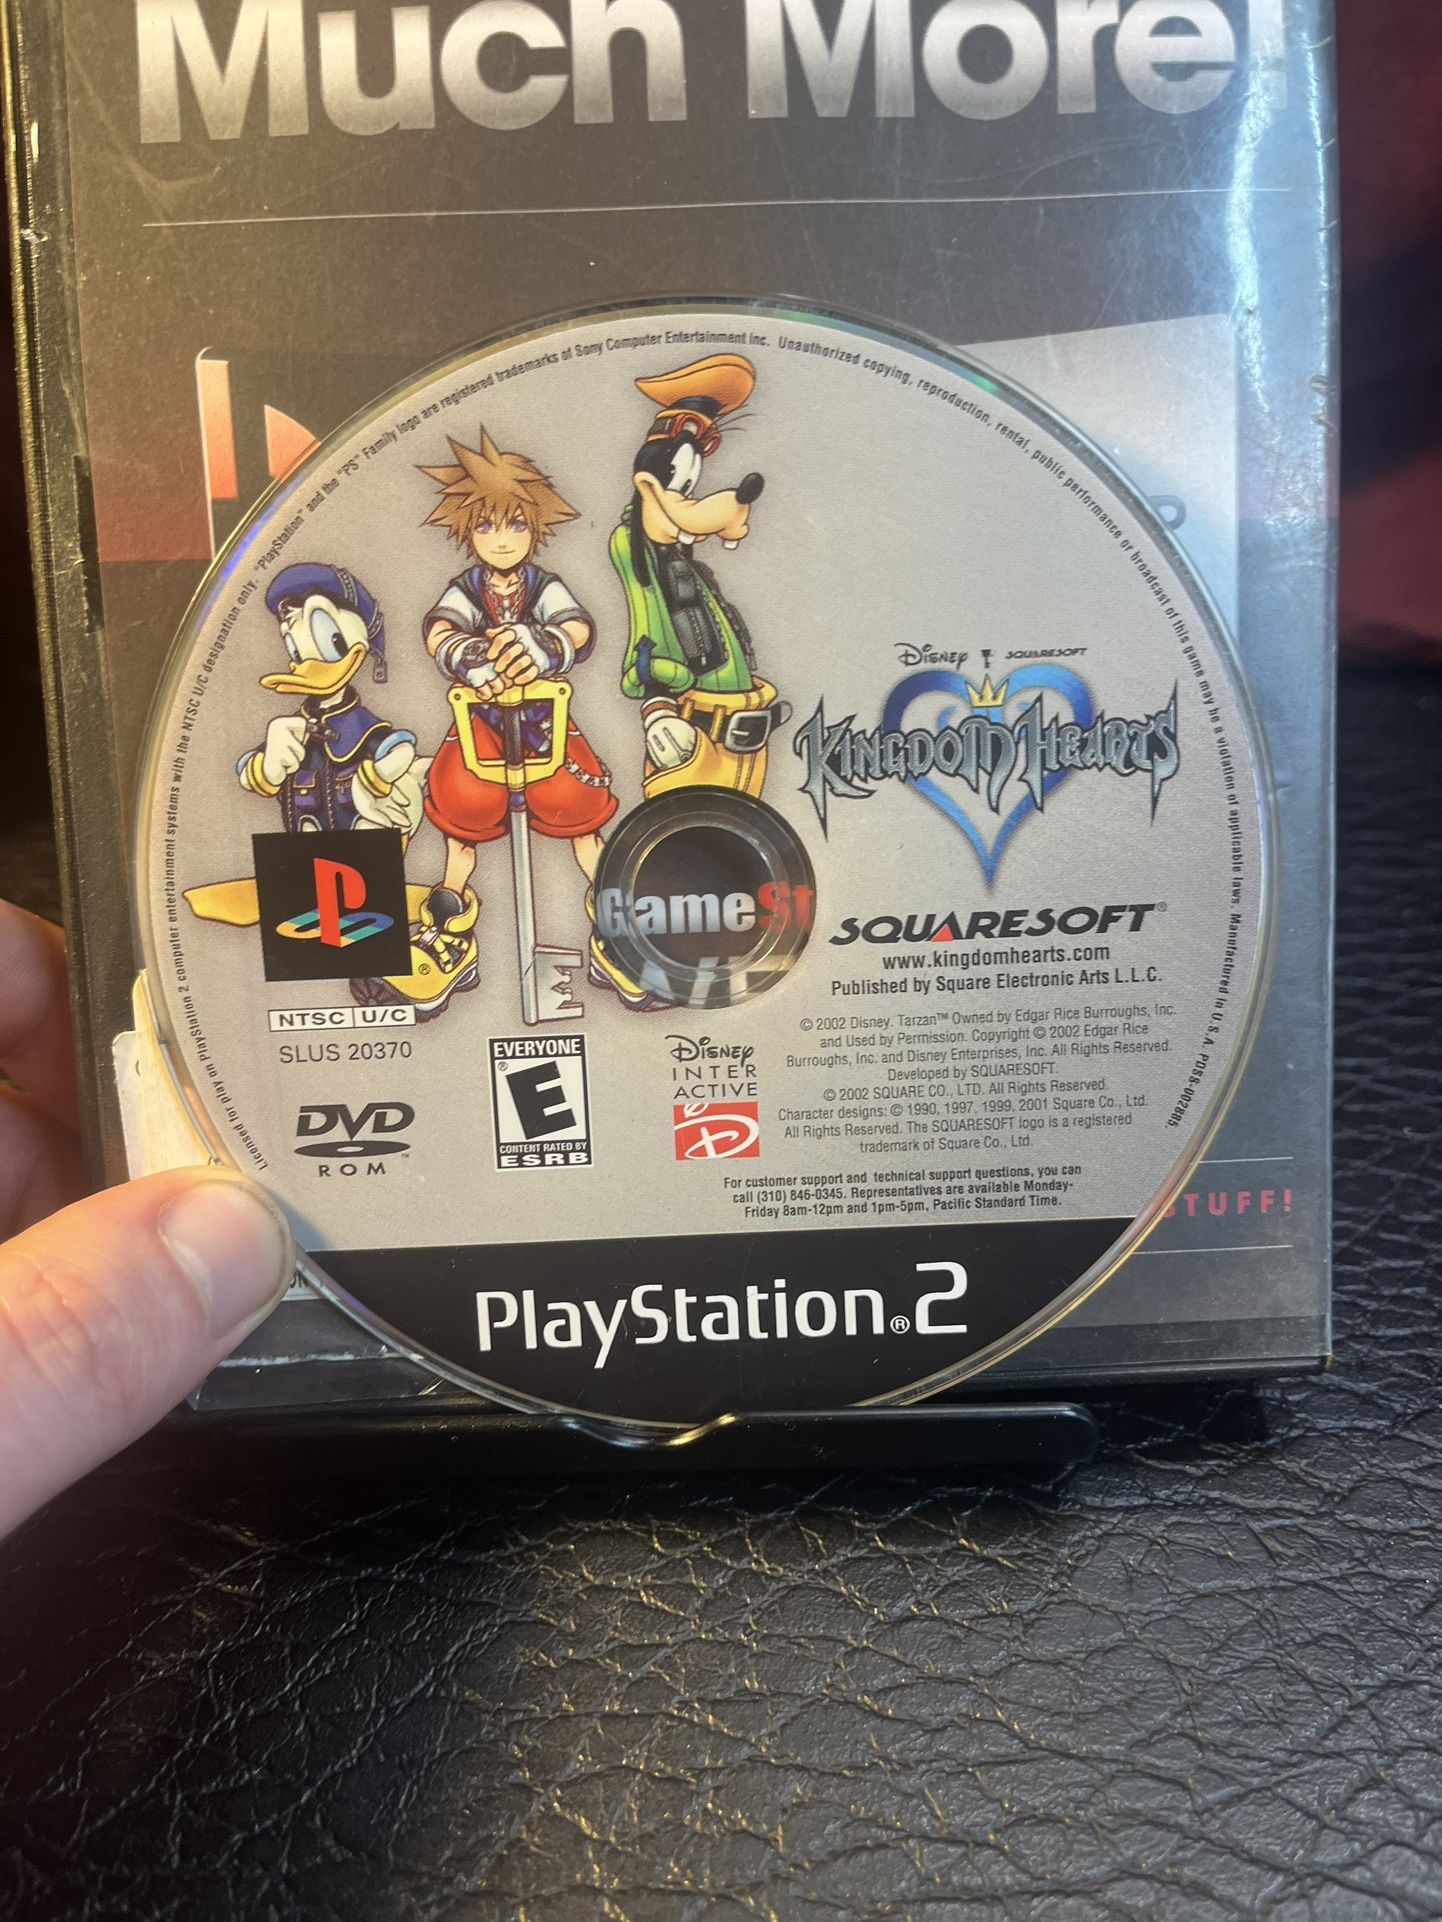 Much More!
Licensed for play on PlayStation 2 computer entertainment systems with the NTSC U/C designation only. "PlayStation" and the "PS" Family logo are registered trademarks of Sony Computer Entertainment Inc. Unauthorized copying, reproduction, rental, public performance or broadcast of this game may be a violation of applicable laws. Manufactured in U.S.A. PDSS-002885
Disney SQUARESOFT
KINGDOM HEARTS
GameSt
SQUARESOFT®
www.kingdomhearts.com
Published by Square Electronic Arts L.L.C.
®
NTSC U/C
SLUS 20370
DVD
ROM™
EVERYONE
®
E
CONTENT RATED BY
ESRB
Disney
INTER
ACTIVE
D
© 2002 Disney. Tarzan™ Owned by Edgar Rice Burroughs, Inc.
and Used by Permission. Copyright © 2002 Edgar Rice
Burroughs, Inc. and Disney Enterprises, Inc. All Rights Reserved.
Developed by SQUARESOFT.
© 2002 SQUARE CO., LTD. All Rights Reserved.
Character designs: © 1990, 1997, 1999, 2001 Square Co., Ltd.
All Rights Reserved. The SQUARESOFT logo is a registered
trademark of Square Co., Ltd.
For customer support and technical support questions, you can
call (310) 846-0345. Representatives are available Monday-
Friday 8am-12pm and 1pm-5pm, Pacific Standard Time.
STUFF!
PlayStation®2